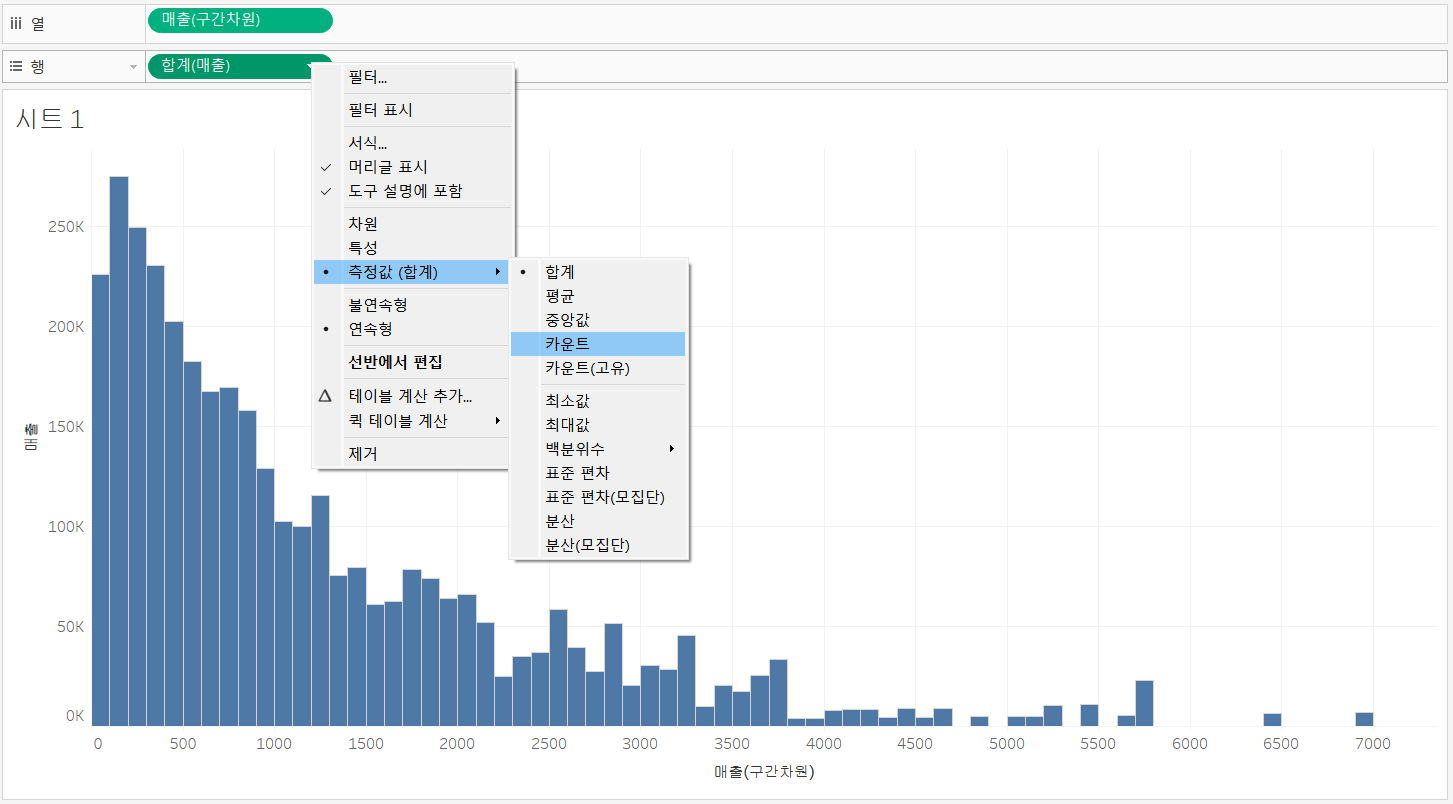 열
매출(구간차원)
행
합계(매출)
시트 1
필터...
필터 표시
서식...
머리글 표시
도구 설명에 포함
차원
특성
측정값 (합계)
불연속형
연속형
선반에서 편집
테이블 계산 추가...
퀵 테이블 계산
제거
합계
평균
중앙값
카운트
카운트(고유)
최소값
최대값
백분위수
표준 편차
표준 편차(모집단)
분산
분산(모집단)
250K
200K
150K
100K
50K
0K
0 500 1000 1500 2000 2500 3000 3500 4000 4500 5000 5500 6000 6500 7000
매출(구간차원)